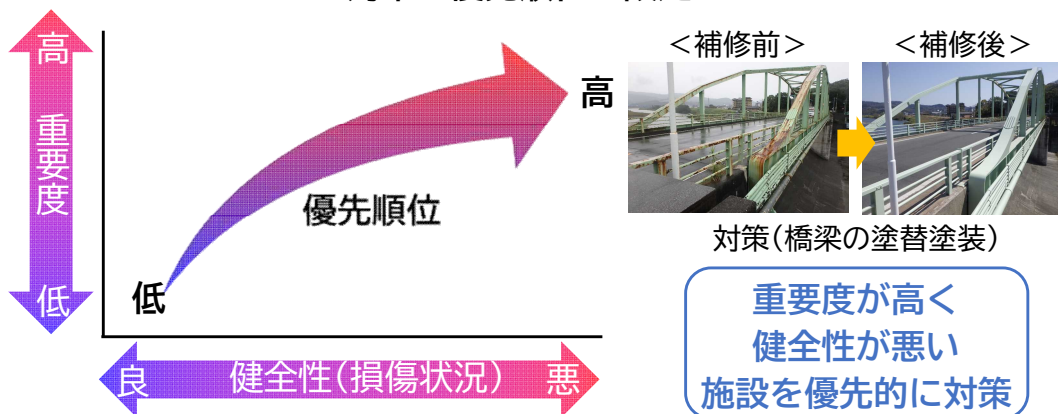 高
重要度
低
高
優先順位
低
良
健全性(損傷状況)
悪
＜補修前＞
＜補修後＞
対策(橋梁の塗替塗装)
重要度が高く
健全性が悪い
施設を優先的に対策